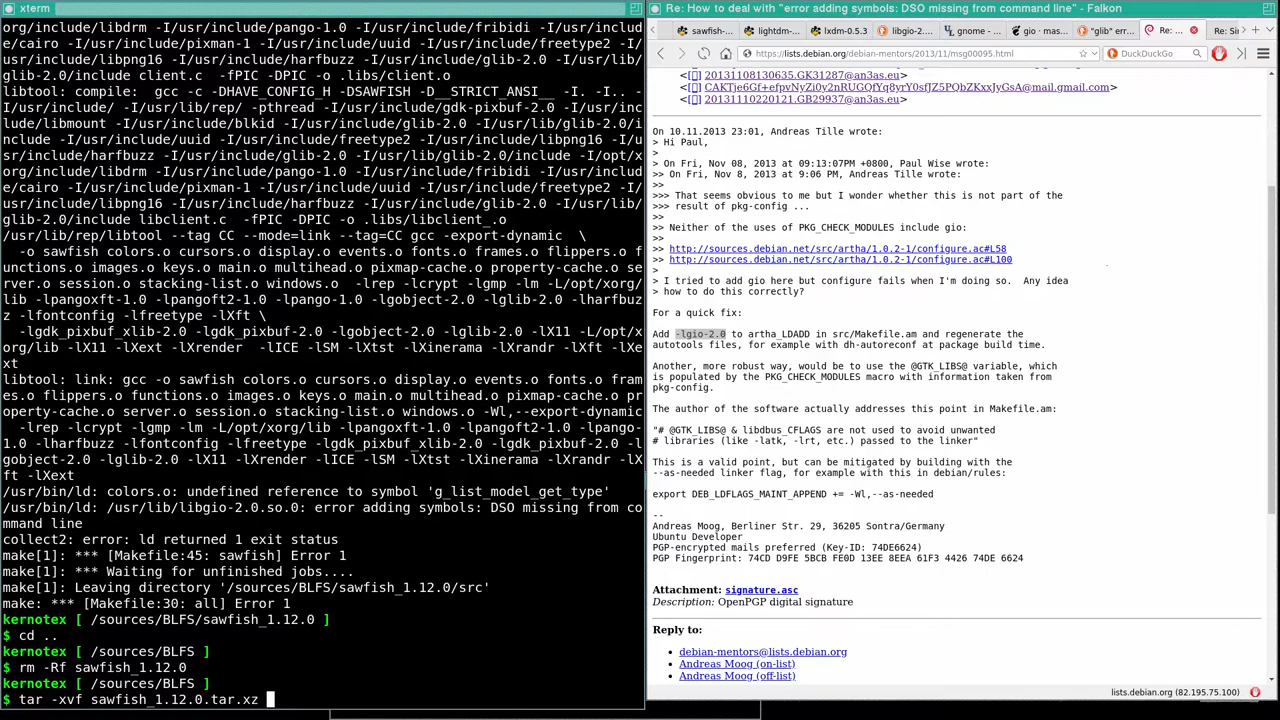 xterm
org/include/libdrm -I/usr/include/pango-1.0 -I/usr/include/fribidi -I/usr/includ
e/cairo -I/usr/include/pixman-1 -I/usr/include/uuid -I/usr/include/freetype2 -I/
usr/include/libpng16 -I/usr/include/harfbuzz -I/usr/include/glib-2.0 -I/usr/lib/
glib-2.0/include client.c  -fPIC -DPIC -o .libs/client.o
libtool: compile:  gcc -c -DHAVE_CONFIG_H -DSAWFISH -D__STRICT_ANSI__ -I. -I.. -
I/usr/include/ -I/usr/lib/rep/ -pthread -I/usr/include/gdk-pixbuf-2.0 -I/usr/inc
lude/libmount -I/usr/include/blkid -I/usr/include/glib-2.0 -I/usr/lib/glib-2.0/i
nclude -I/usr/include/uuid -I/usr/include/freetype2 -I/usr/include/libpng16 -I/u
sr/include/harfbuzz -I/usr/include/glib-2.0 -I/usr/lib/glib-2.0/include -I/opt/x
org/include/libdrm -I/usr/include/pango-1.0 -I/usr/include/fribidi -I/usr/includ
e/cairo -I/usr/include/pixman-1 -I/usr/include/uuid -I/usr/include/freetype2 -I/
usr/include/libpng16 -I/usr/include/harfbuzz -I/usr/include/glib-2.0 -I/usr/lib/
glib-2.0/include libclient.c  -fPIC -DPIC -o .libs/libclient_.o
/usr/lib/rep/libtool --tag CC --mode=link --tag=CC gcc -export-dynamic  \
  -o sawfish colors.o cursors.o display.o events.o fonts.o frames.o flippers.o f
unctions.o images.o keys.o main.o multihead.o pixmap-cache.o property-cache.o se
rver.o session.o stacking-list.o windows.o  -lrep -lcrypt -lgmp -lm -L/opt/xorg/
lib -lpangoxft-1.0 -lpangoft2-1.0 -lpango-1.0 -lgobject-2.0 -lglib-2.0 -lharfbuz
z -lfontconfig -lfreetype -lXft \
  -lgdk_pixbuf_xlib-2.0 -lgdk_pixbuf-2.0 -lgobject-2.0 -lglib-2.0 -lX11 -L/opt/x
org/lib -lX11 -lXext -lXrender   -lICE -lSM -lXtst -lXinerama -lXrandr -lXft -lXe
xt
libtool: link: gcc -o sawfish colors.o cursors.o display.o events.o fonts.o fram
es.o flippers.o functions.o images.o keys.o main.o multihead.o pixmap-cache.o pr
operty-cache.o server.o session.o stacking-list.o windows.o -Wl,--export-dynamic
  -lrep -lcrypt -lgmp -lm -L/opt/xorg/lib -lpangoxft-1.0 -lpangoft2-1.0 -lpango-
1.0 -lharfbuzz -lfontconfig -lfreetype -lgdk_pixbuf_xlib-2.0 -lgdk_pixbuf-2.0 -l
gobject-2.0 -lglib-2.0 -lX11 -lXrender -lICE -lSM -lXtst -lXinerama -lXrandr -lX
ft -lXext
/usr/bin/ld: colors.o: undefined reference to symbol 'g_list_model_get_type'
/usr/bin/ld: /usr/lib/libgio-2.0.so.0: error adding symbols: DSO missing from co
mmand line
collect2: error: ld returned 1 exit status
make[1]: *** [Makefile:45: sawfish] Error 1
make[1]: *** Waiting for unfinished jobs....
make[1]: Leaving directory '/sources/BLFS/sawfish_1.12.0/src'
make: *** [Makefile:30: all] Error 1
kernotex [ /sources/BLFS/sawfish_1.12.0 ]
$ cd ..
kernotex [ /sources/BLFS ]
$ rm -Rf sawfish_1.12.0
kernotex [ /sources/BLFS ]
$ tar -xvf sawfish_1.12.0.tar.xz
Re: How to deal with "error adding symbols: DSO missing from command line" - Falkon
sawfish-... lightdm-... lxdm-0.5.3 libgio-2... gnome - ... gio • mas... "glib" err... Re: ... Re: Si
https://lists.debian.org/debian-mentors/2013/11/msg00095.html
DuckDuckGo
<[🔎] 20131108130635.GK31287@an3as.eu>
<[🔎] CAKTje6Gf+efpvNyZi0y2nRUGQfYq8yrY0sfJZ5PQbZKxxJyGsA@mail.gmail.com>
<[🔎] 20131110220121.GB29937@an3as.eu>
On 10.11.2013 23:01, Andreas Tille wrote:
> Hi Paul,
>
> On Fri, Nov 08, 2013 at 09:13:07PM +0800, Paul Wise wrote:
>> On Fri, Nov 8, 2013 at 9:06 PM, Andreas Tille wrote:
>>
>>> That seems obvious to me but I wonder whether this is not part of the
>>> result of pkg-config ...
>>
>> Neither of the uses of PKG_CHECK_MODULES include gio:
>>
>> http://sources.debian.net/src/artha/1.0.2-1/configure.ac#L58
>> http://sources.debian.net/src/artha/1.0.2-1/configure.ac#L100
>
> I tried to add gio here but configure fails when I'm doing so.  Any idea
> how to do this correctly?
For a quick fix:
Add -lgio-2.0 to artha_LDADD in src/Makefile.am and regenerate the
autotools files, for example with dh-autoreconf at package build time.
Another, more robust way, would be to use the @GTK_LIBS@ variable, which
is populated by the PKG_CHECK_MODULES macro with information taken from
pkg-config.
The author of the software actually addresses this point in Makefile.am:
"# @GTK_LIBS@ & libdbus_CFLAGS are not used to avoid unwanted
# libraries (like -latk, -lrt, etc.) passed to the linker"
This is a valid point, but can be mitigated by building with the
--as-needed linker flag, for example with this in debian/rules:
export DEB_LDFLAGS_MAINT_APPEND += -Wl,--as-needed
--
Andreas Moog, Berliner Str. 29, 36205 Sontra/Germany
Ubuntu Developer
PGP-encrypted mails preferred (Key-ID: 74DE6624)
PGP Fingerprint: 74CD D9FE 5BCB FE0D 13EE 8EEA 61F3 4426 74DE 6624
Attachment: signature.asc
Description: OpenPGP digital signature
Reply to:
debian-mentors@lists.debian.org
Andreas Moog (on-list)
Andreas Moog (off-list)
lists.debian.org (82.195.75.100)